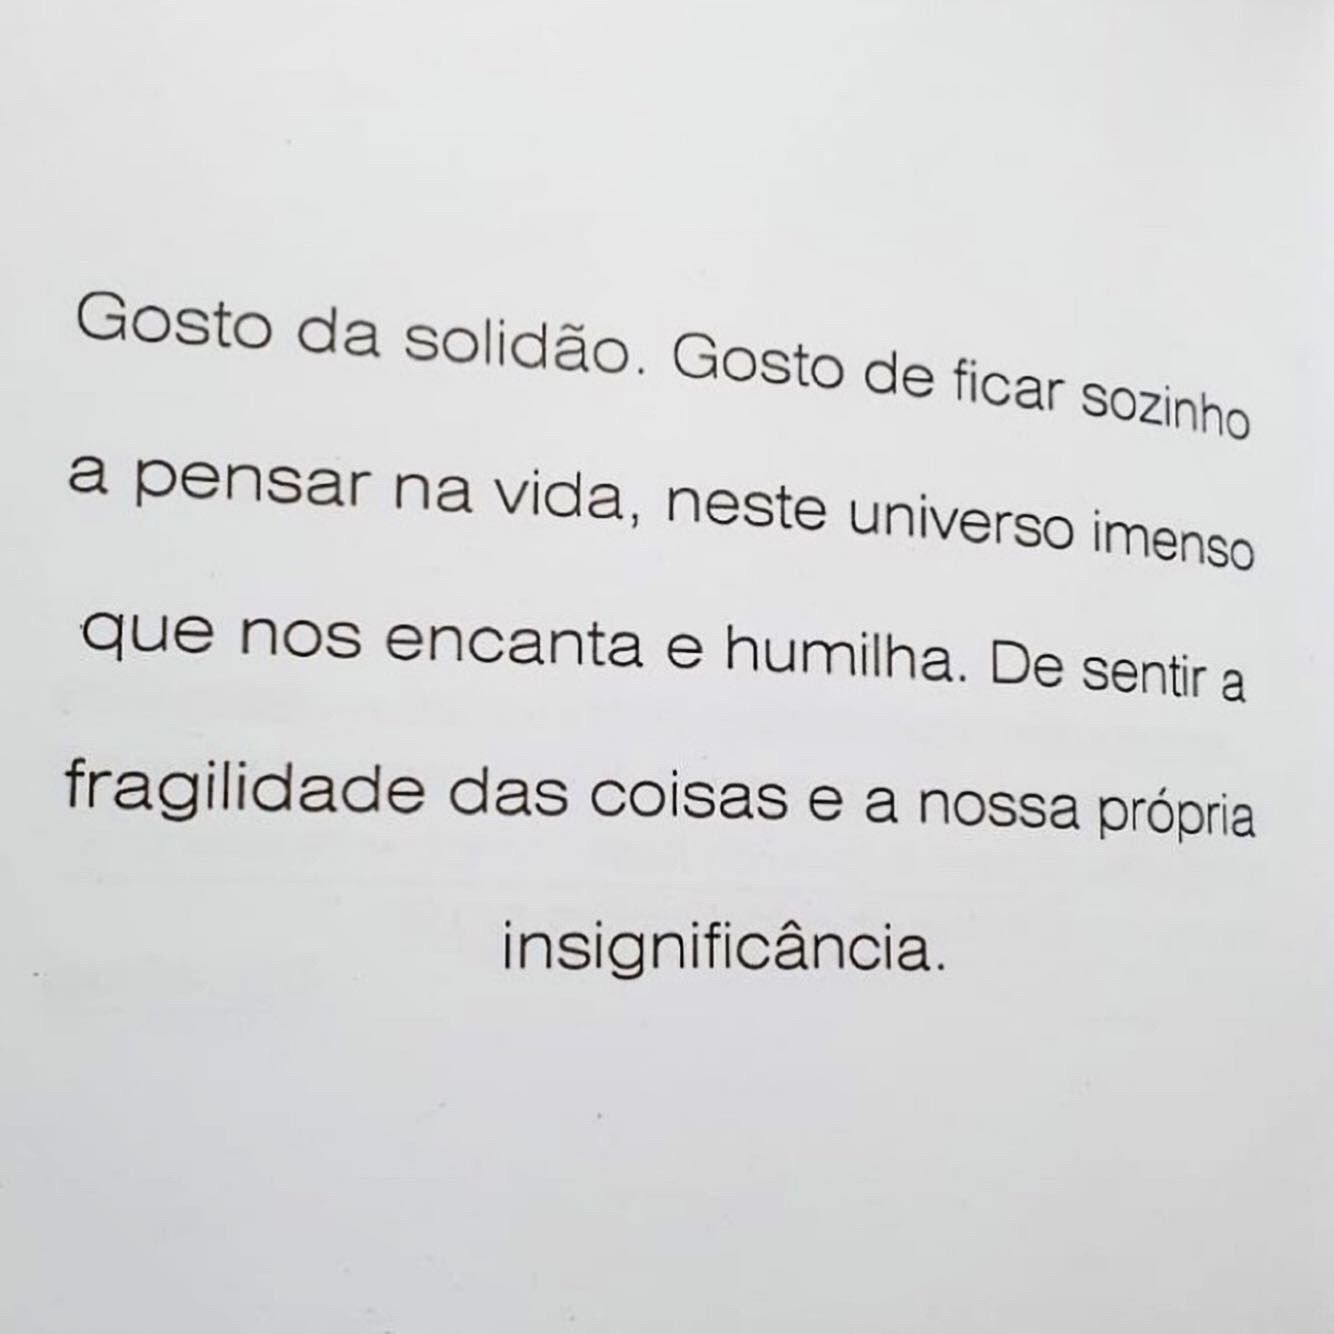 Gosto da solidão. Gosto de ficar sozinho
a pensar na vida, neste universo imenso
que nos encanta e humilha. De sentir a
fragilidade das coisas e a nossa própria
insignificância.